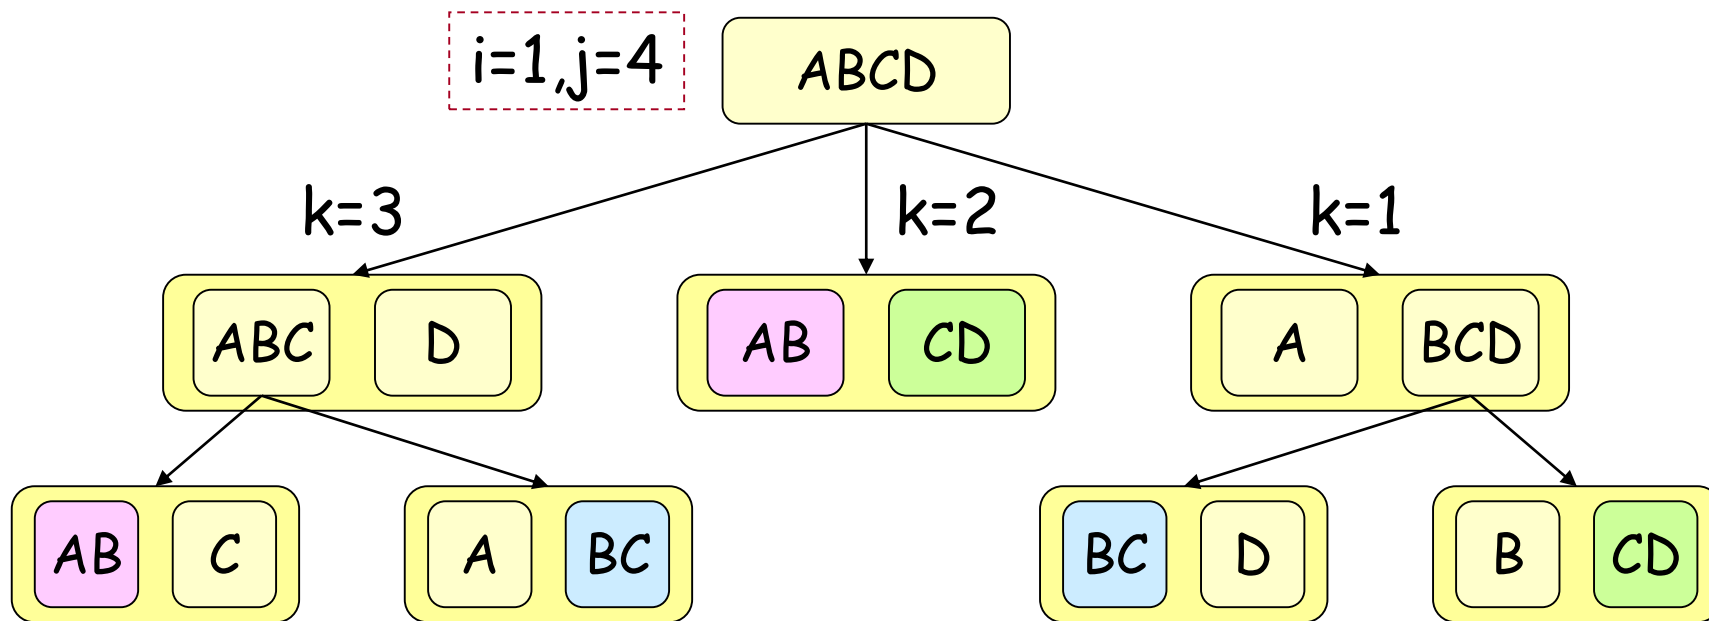 i=1,j=4
ABCD
k=3
k=2
k=1
ABC D
AB CD
A BCD
AB C
A BC
BC D
B CD